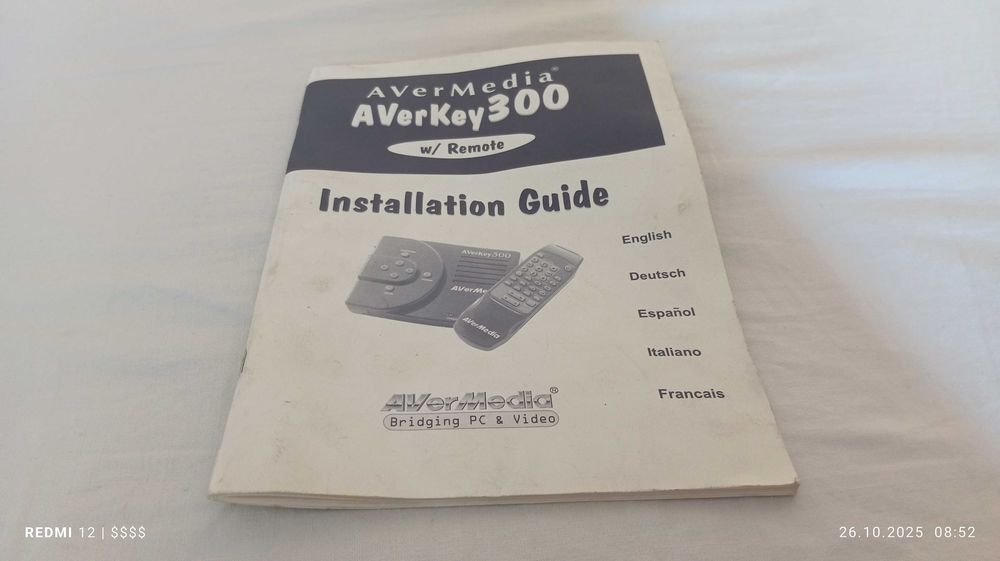 AVerMedia®
AVerKey300
w/ Remote
Installation Guide
English
Deutsch
Español
Italiano
Francais
AVerKey300
AVerMe
AVerMedia
AVerMedia®
Bridging PC & Video
REDMI 12 | $$$$
26.10.2025 08:52